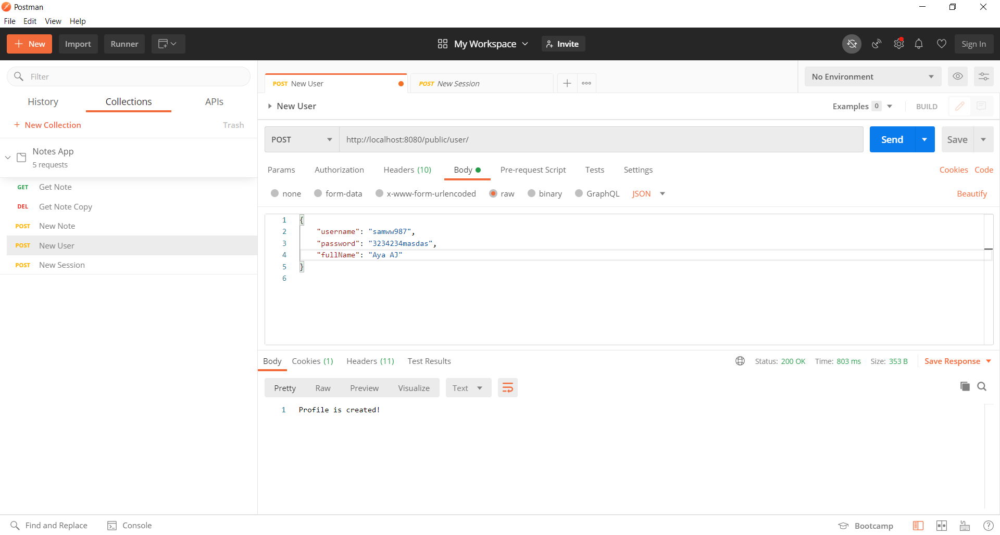 Postman
File Edit View Help
New Import Runner My Workspace Invite Sign In
Filter
History Collections APIs
+ New Collection Trash
Notes App
5 requests
GET Get Note
DEL Get Note Copy
POST New Note
POST New User
POST New Session
POST New User POST New Session
No Environment
New User Examples 0 BUILD
POST http://localhost:8080/public/user/ Send Save
Params Authorization Headers (10) Body Pre-request Script Tests Settings Cookies Code
none form-data x-www-form-urlencoded raw binary GraphQL JSON Beautify
1 {
2 "username": "samww987",
3 "password": "3234234masdas",
4 "fullName": "Aya AJ"
5 }
6
Body Cookies (1) Headers (11) Test Results Status: 200 OK Time: 803 ms Size: 353 B Save Response
Pretty Raw Preview Visualize Text
1 Profile is created!
Find and Replace Console Bootcamp